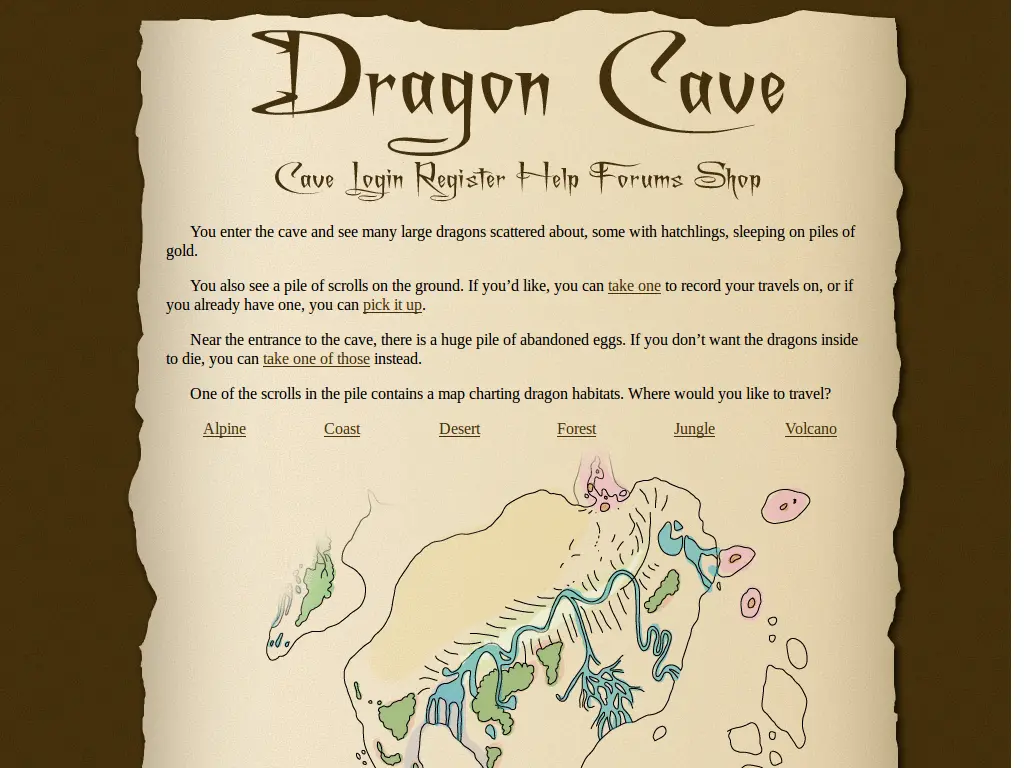 Dragon Cave
Cave Login Register Help Forums Shop
You enter the cave and see many large dragons scattered about, some with hatchlings, sleeping on piles of
gold.
You also see a pile of scrolls on the ground. If you’d like, you can take one to record your travels on, or if
you already have one, you can pick it up.
Near the entrance to the cave, there is a huge pile of abandoned eggs. If you don’t want the dragons inside
to die, you can take one of those instead.
One of the scrolls in the pile contains a map charting dragon habitats. Where would you like to travel?
Alpine Coast Desert Forest Jungle Volcano